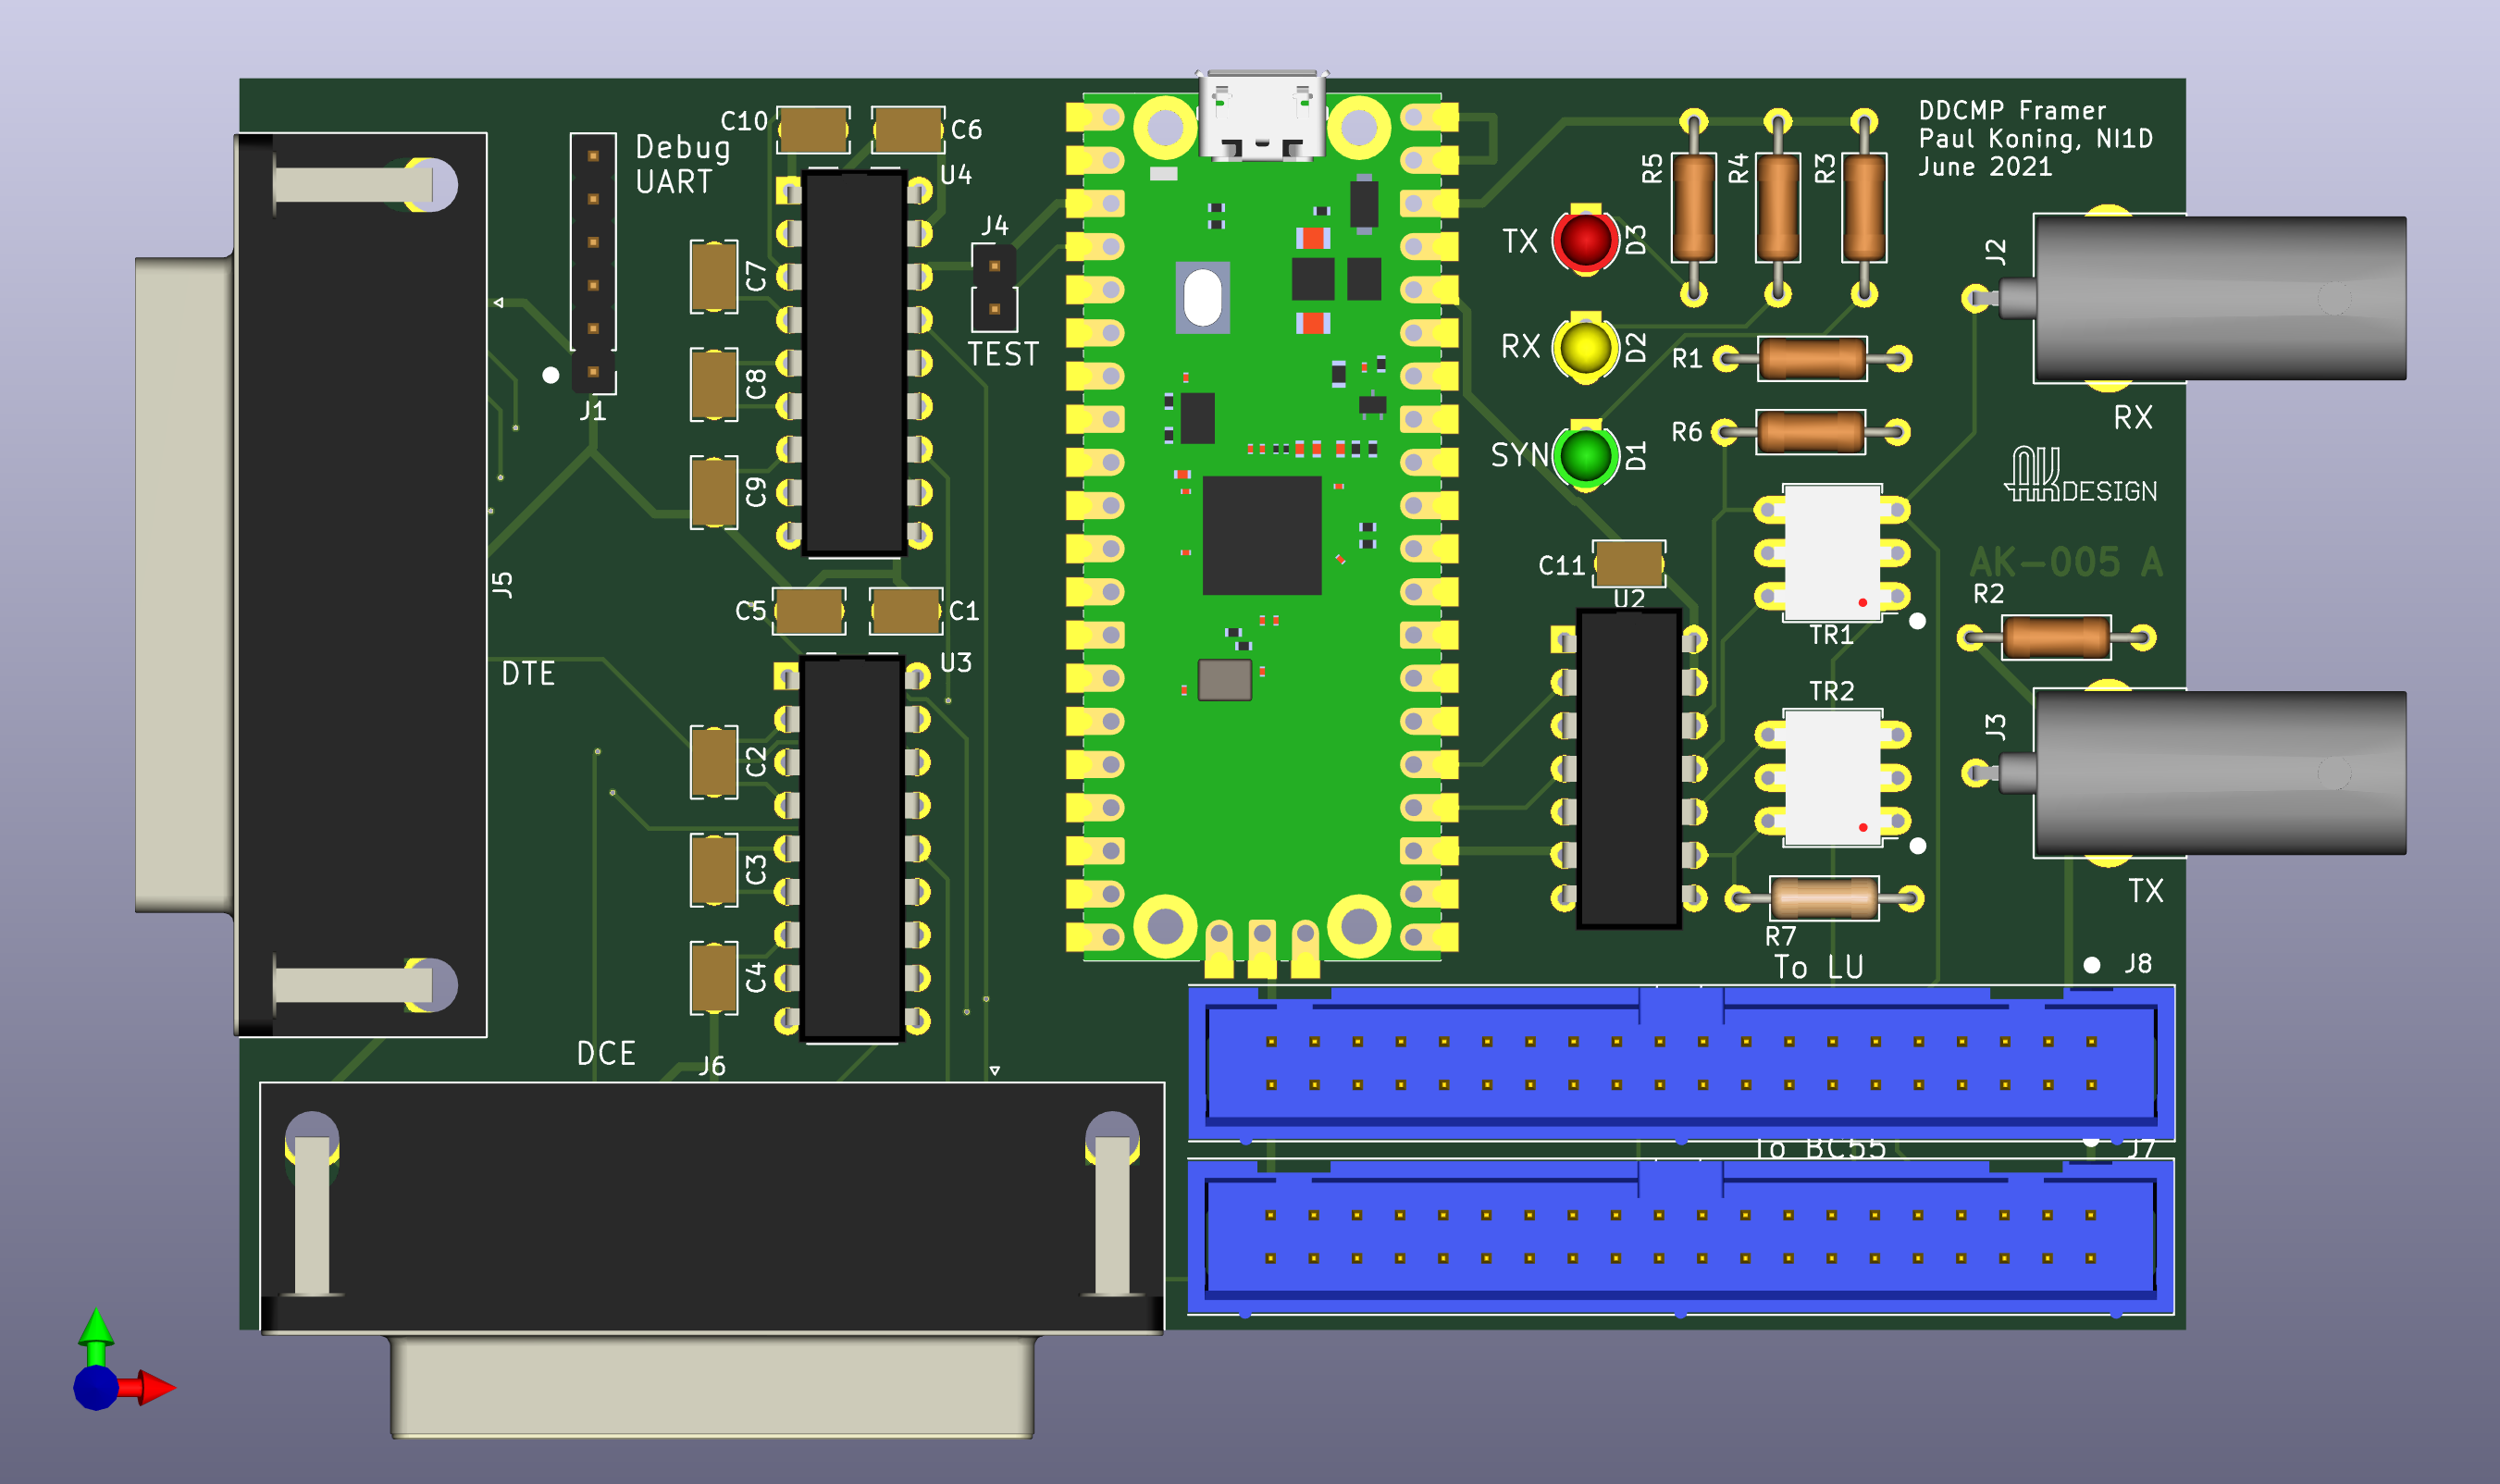 DDCMP Framer
Paul Koning, NI1D
June 2021
C10
C6
Debug
UART
U4
R5
R4
R3
J4
TX
D3
J2
C7
TEST
RX
D2
R1
C8
J1
RX
R6
SYN
D1
C9
AK DESIGN
AK-005 A
C11
J5
R2
U2
C5
C1
TR1
U3
DTE
TR2
J3
C2
C3
TX
R7
C4
To LU
J8
DCE
J6
To BC55
J7